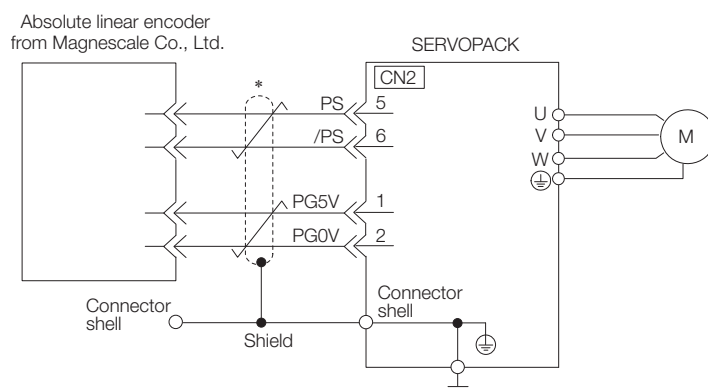 Absolute linear encoder
from Magnescale Co., Ltd.
SERVOPACK
CN2
*
PS 5
/PS 6
PG5V 1
PG0V 2
U
V
W
M
Connector
shell
Shield
Connector
shell